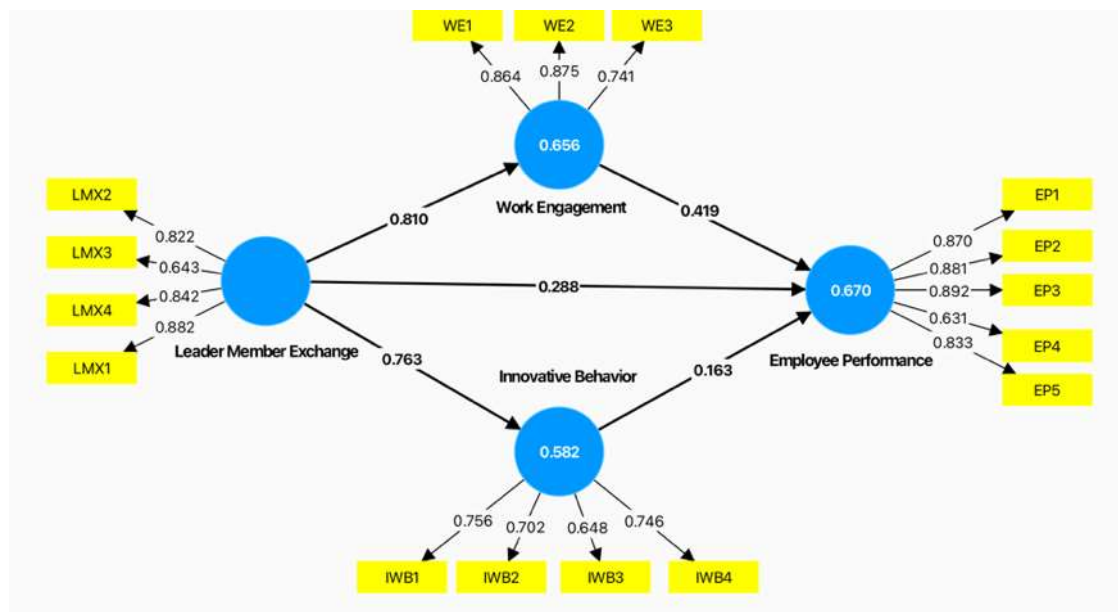 WE1
WE2
WE3
0.864
0.875
0.741
0.656
Work Engagement
LMX2
LMX3
LMX4
LMX1
0.822
0.643
0.842
0.882
Leader Member Exchange
0.810
0.288
0.763
0.419
0.163
Innovative Behavior
0.582
0.756
0.702
0.648
0.746
IWB1
IWB2
IWB3
IWB4
0.670
Employee Performance
0.870
0.881
0.892
0.631
0.833
EP1
EP2
EP3
EP4
EP5